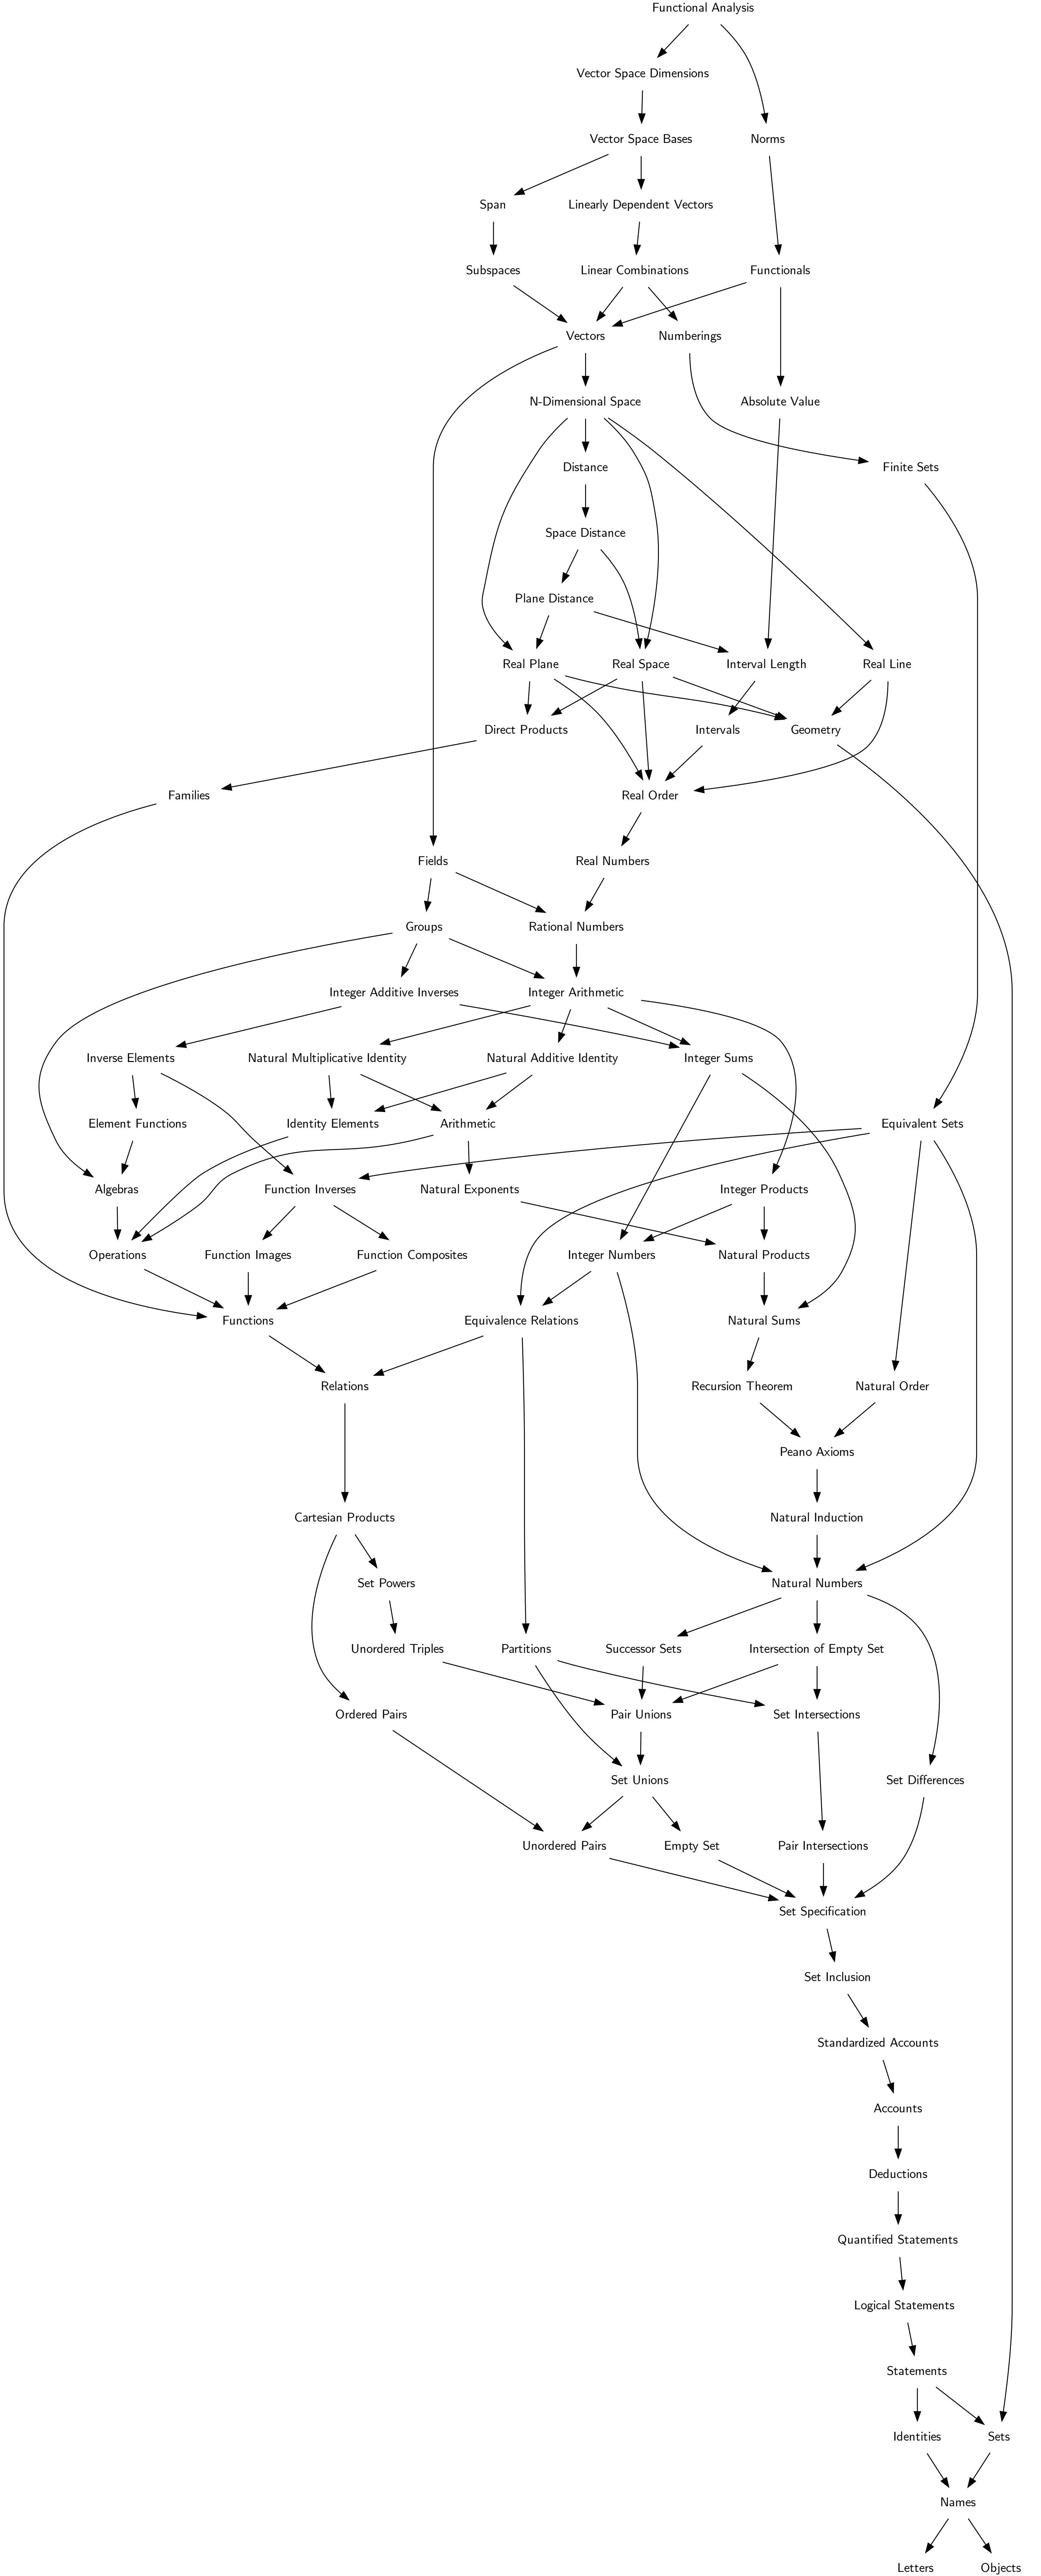 Functional Analysis
Vector Space Dimensions
Vector Space Bases
Norms
Span
Linearly Dependent Vectors
Subspaces
Linear Combinations
Functionals
Vectors
Numberings
N-Dimensional Space
Absolute Value
Distance
Finite Sets
Space Distance
Plane Distance
Real Plane
Real Space
Interval Length
Real Line
Direct Products
Intervals
Geometry
Families
Real Order
Fields
Real Numbers
Groups
Rational Numbers
Integer Additive Inverses
Integer Arithmetic
Inverse Elements
Natural Multiplicative Identity
Natural Additive Identity
Integer Sums
Element Functions
Identity Elements
Arithmetic
Equivalent Sets
Algebras
Function Inverses
Natural Exponents
Integer Products
Operations
Function Images
Function Composites
Integer Numbers
Natural Products
Functions
Equivalence Relations
Natural Sums
Relations
Recursion Theorem
Natural Order
Peano Axioms
Cartesian Products
Natural Induction
Set Powers
Natural Numbers
Unordered Triples
Partitions
Successor Sets
Intersection of Empty Set
Ordered Pairs
Pair Unions
Set Intersections
Set Unions
Set Differences
Unordered Pairs
Empty Set
Pair Intersections
Set Specification
Set Inclusion
Standardized Accounts
Accounts
Deductions
Quantified Statements
Logical Statements
Statements
Identities
Sets
Names
Letters
Objects